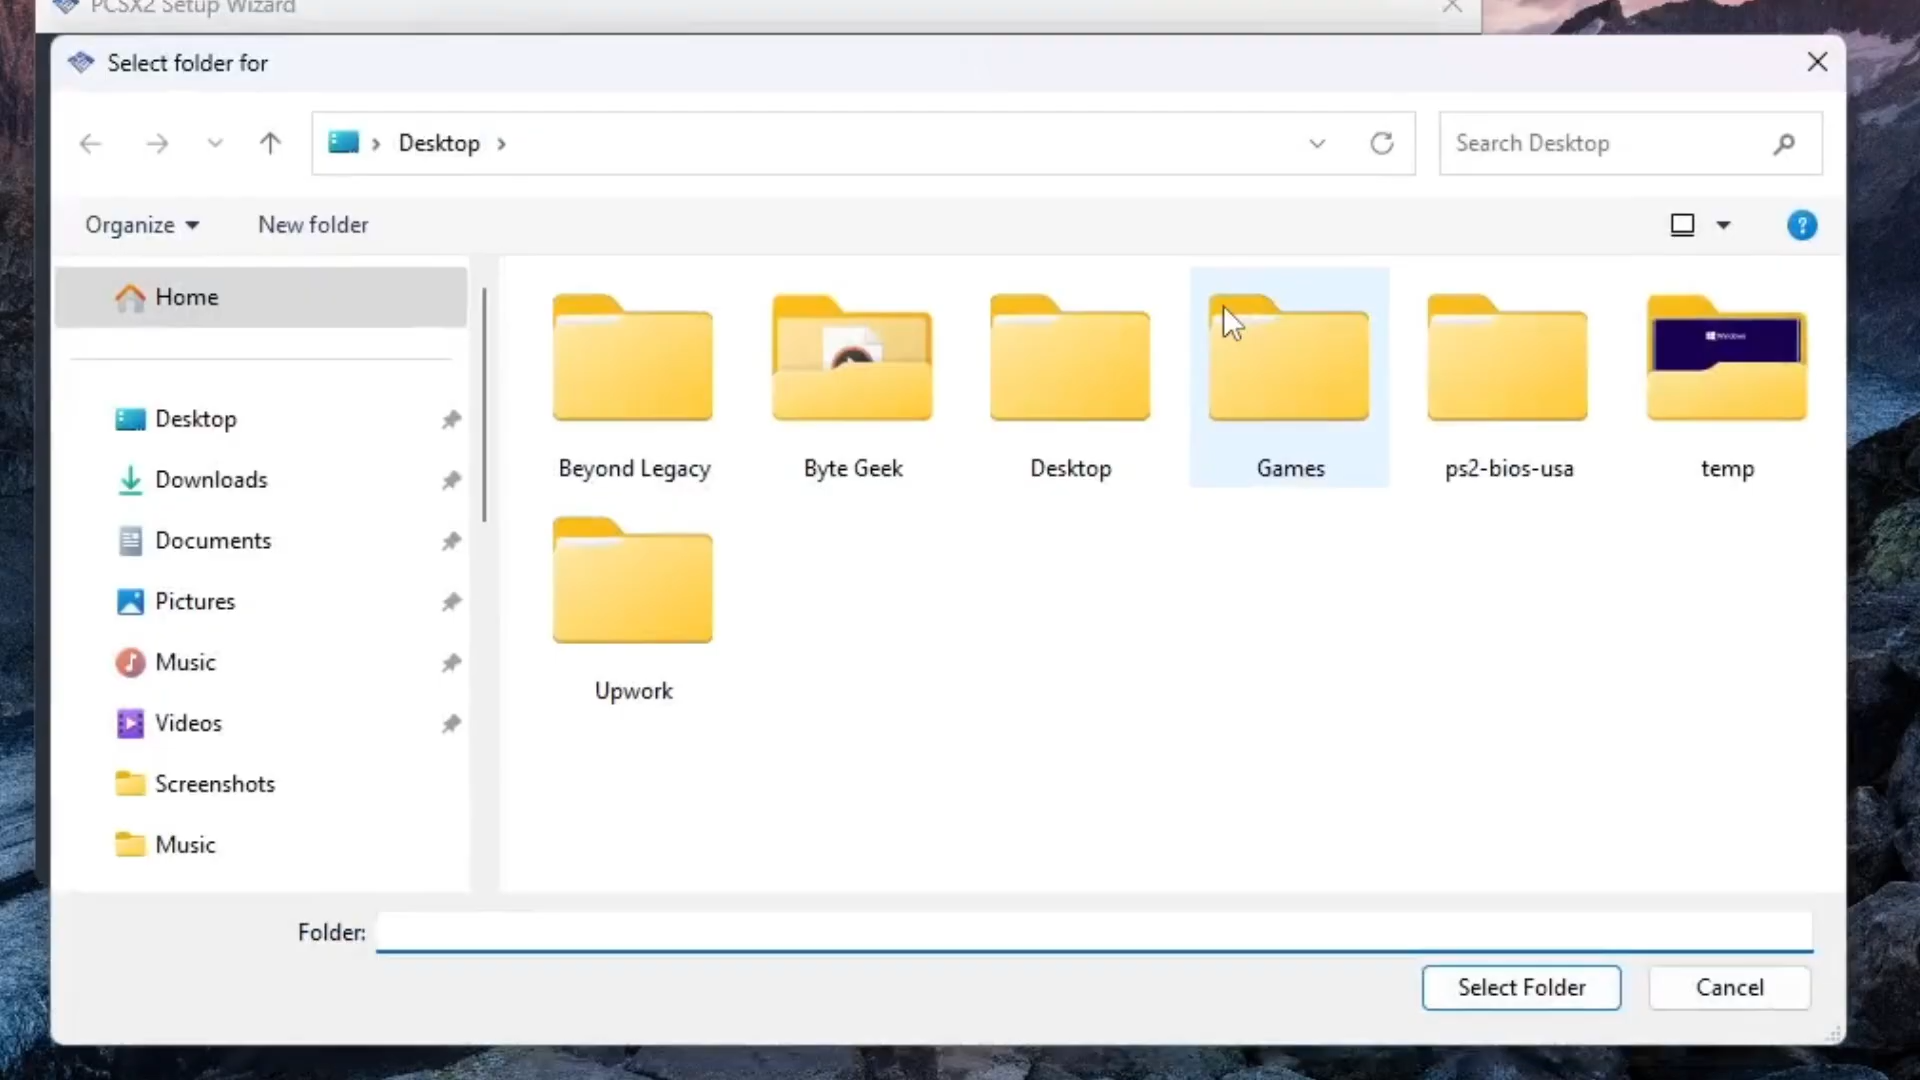 PCSX2 Setup Wizard
Select folder for
Desktop
Search Desktop
Organize
New folder
?
Home
Desktop
Downloads
Documents
Pictures
Music
Videos
Screenshots
Music
Beyond Legacy
Byte Geek
Desktop
Games
ps2-bios-usa
Windows
temp
Upwork
Folder:
Select Folder
Cancel